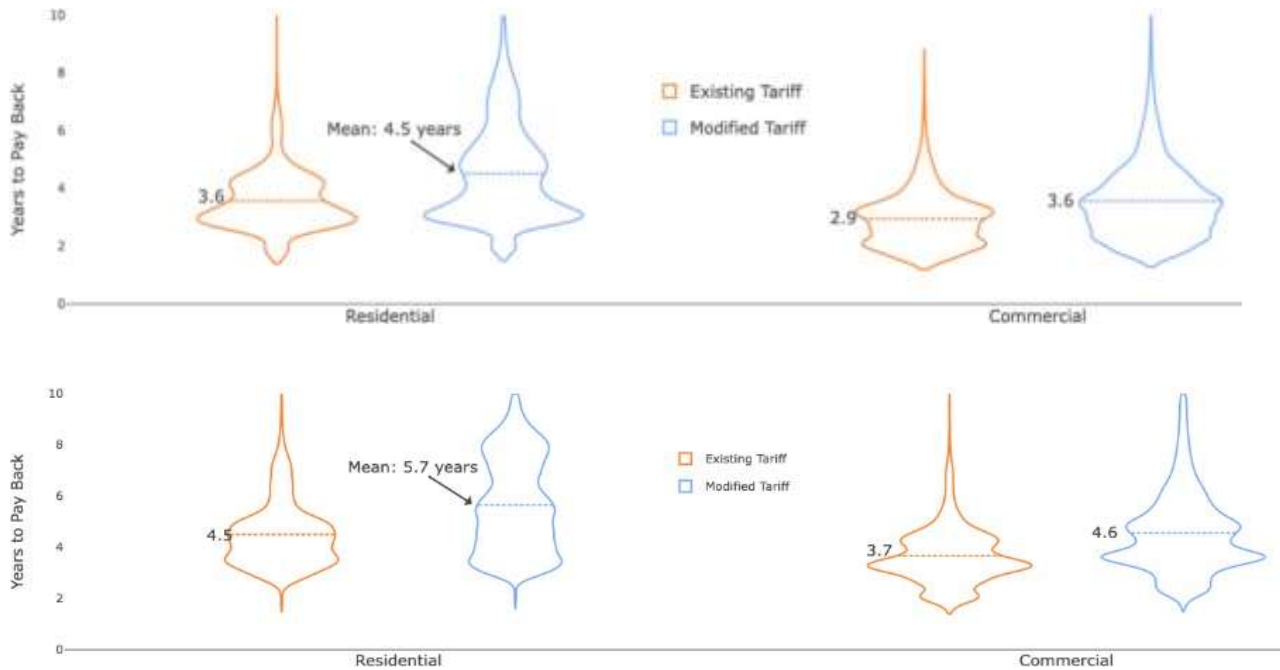 10
8
6
4
2
0
Years to Pay Back
3.6
Mean: 4.5 years
Existing Tariff
Modified Tariff
2.9
3.6
Residential
Commercial
10
8
6
4
2
0
Years to Pay Back
4.5
Mean: 5.7 years
Existing Tariff
Modified Tariff
3.7
4.6
Residential
Commercial